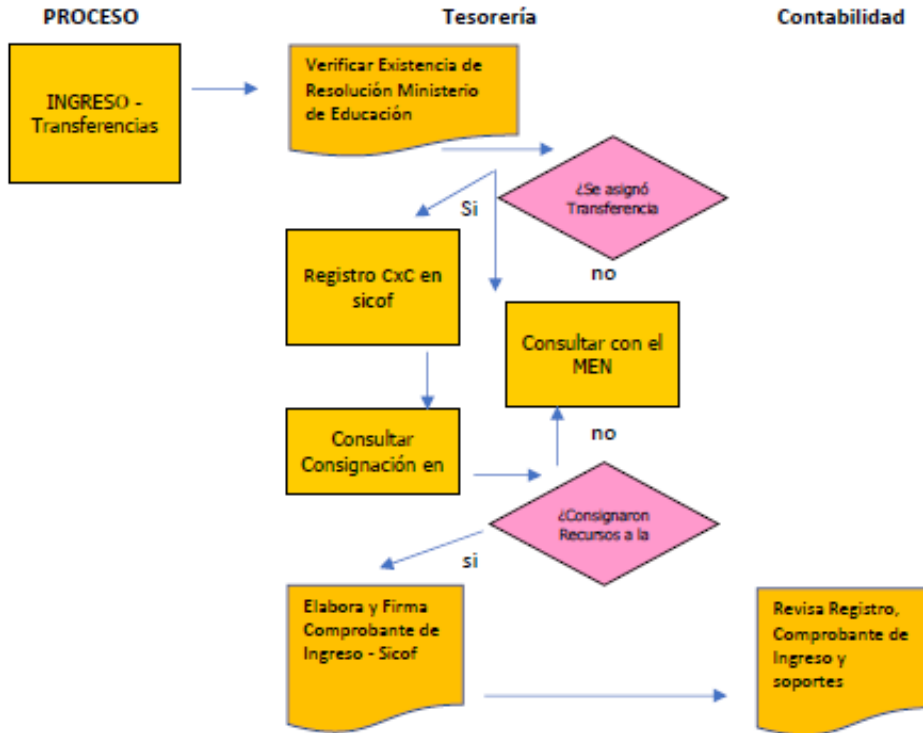 PROCESO
Tesorería
Contabilidad
INGRESO -
Transferencias
Verificar Existencia de
Resolución Ministerio
de Educación
¿Se asignó
Transferencia
Si
no
Registro CxC en
sicof
Consultar con el
MEN
Consultar
Consignación en
no
¿Consignaron
Recursos a la
si
Elabora y Firma
Comprobante de
Ingreso - Sicof
Revisa Registro,
Comprobante de
Ingreso y
soportes